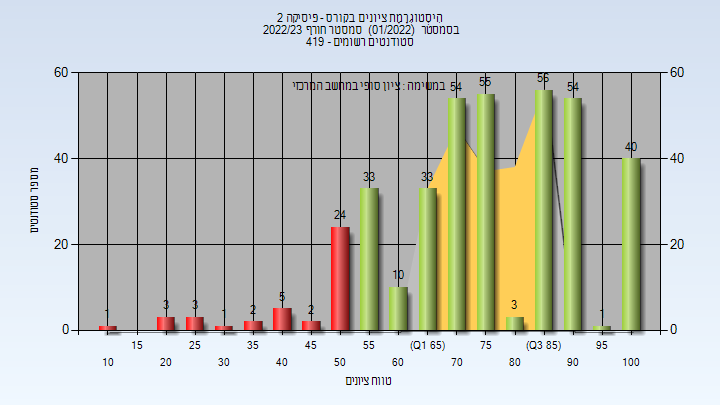 היסטוגרמת ציונים בקורס - פיסיקה 2
בסמסטר (01/2022) סמסטר חורף 2022/23
סטודנטים רשומים - 419
במשימה : ציון סופי במחשב המרכזי
60 60
40 40
20 20
0 0
מספר סטודנטים
1 3 3 1 2 5 2 24 33 10 33 54 55 3 56 54 1 40
15 25 35 45 55 (Q1 65) 75 (Q3 85) 95
10 20 30 40 50 60 70 80 90 100
טווח ציונים